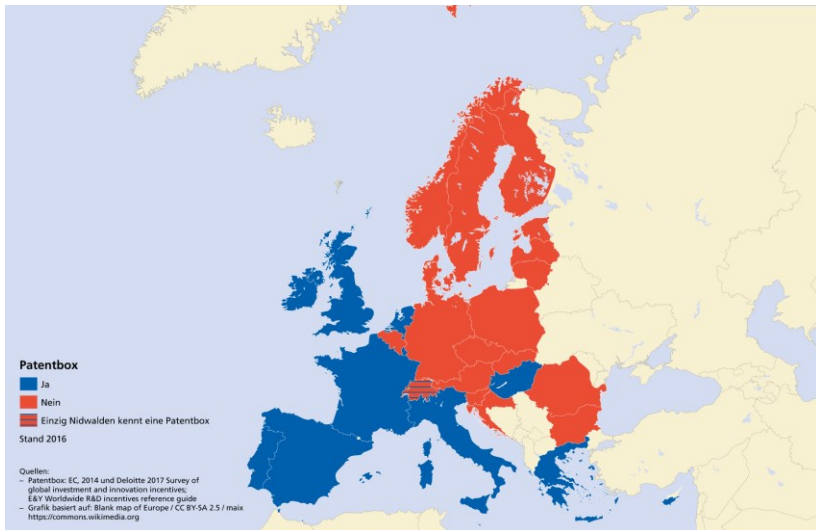 Patentbox
Ja
Nein
Einzig Nidwalden kennt eine Patentbox
Stand 2016
Quellen:
– Patentbox: EC, 2014 und Deloitte 2017 Survey of
global investment and innovation incentives;
E&Y Worldwide R&D incentives reference guide
– Grafik basiert auf: Blank map of Europe / CC BY-SA 2.5 / maix
https://commons.wikimedia.org